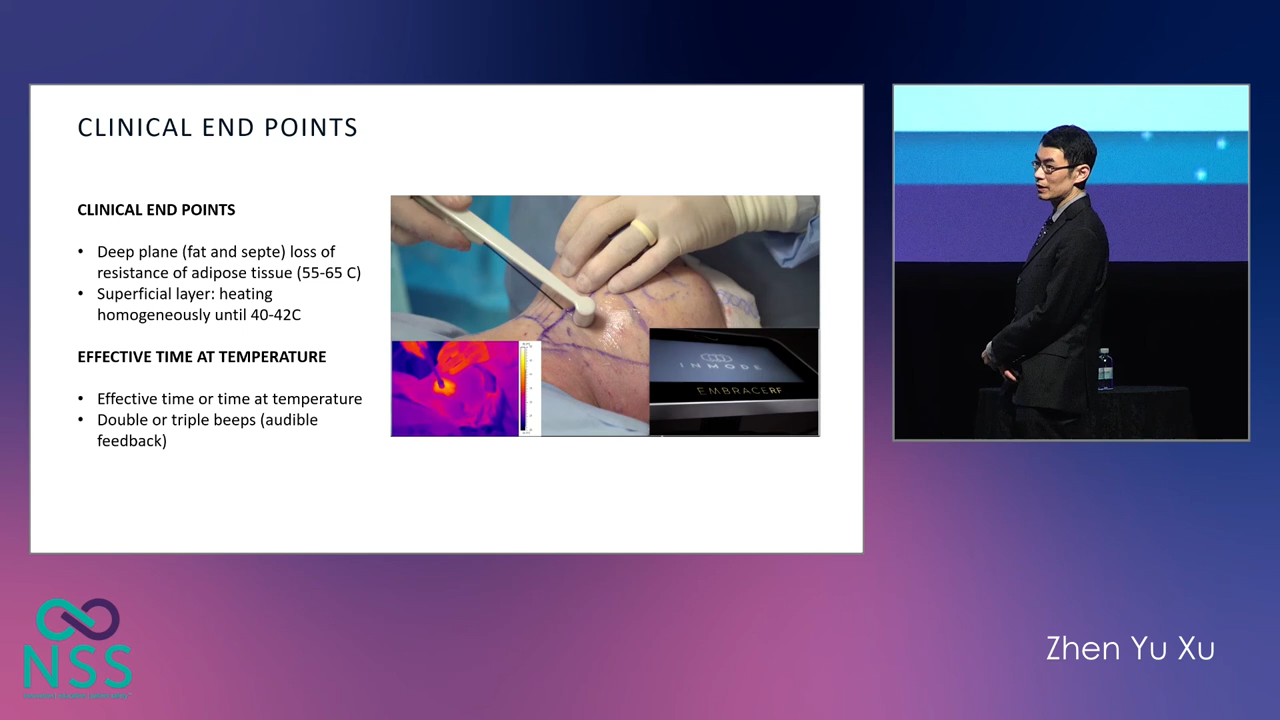 CLINICAL END POINTS
CLINICAL END POINTS
• Deep plane (fat and septe) loss of
resistance of adipose tissue (55-65 C)
• Superficial layer: heating
homogeneously until 40-42C
EFFECTIVE TIME AT TEMPERATURE
• Effective time or time at temperature
• Double or triple beeps (audible
feedback)
INMODE
EMBRACERF
NSS
Zhen Yu Xu